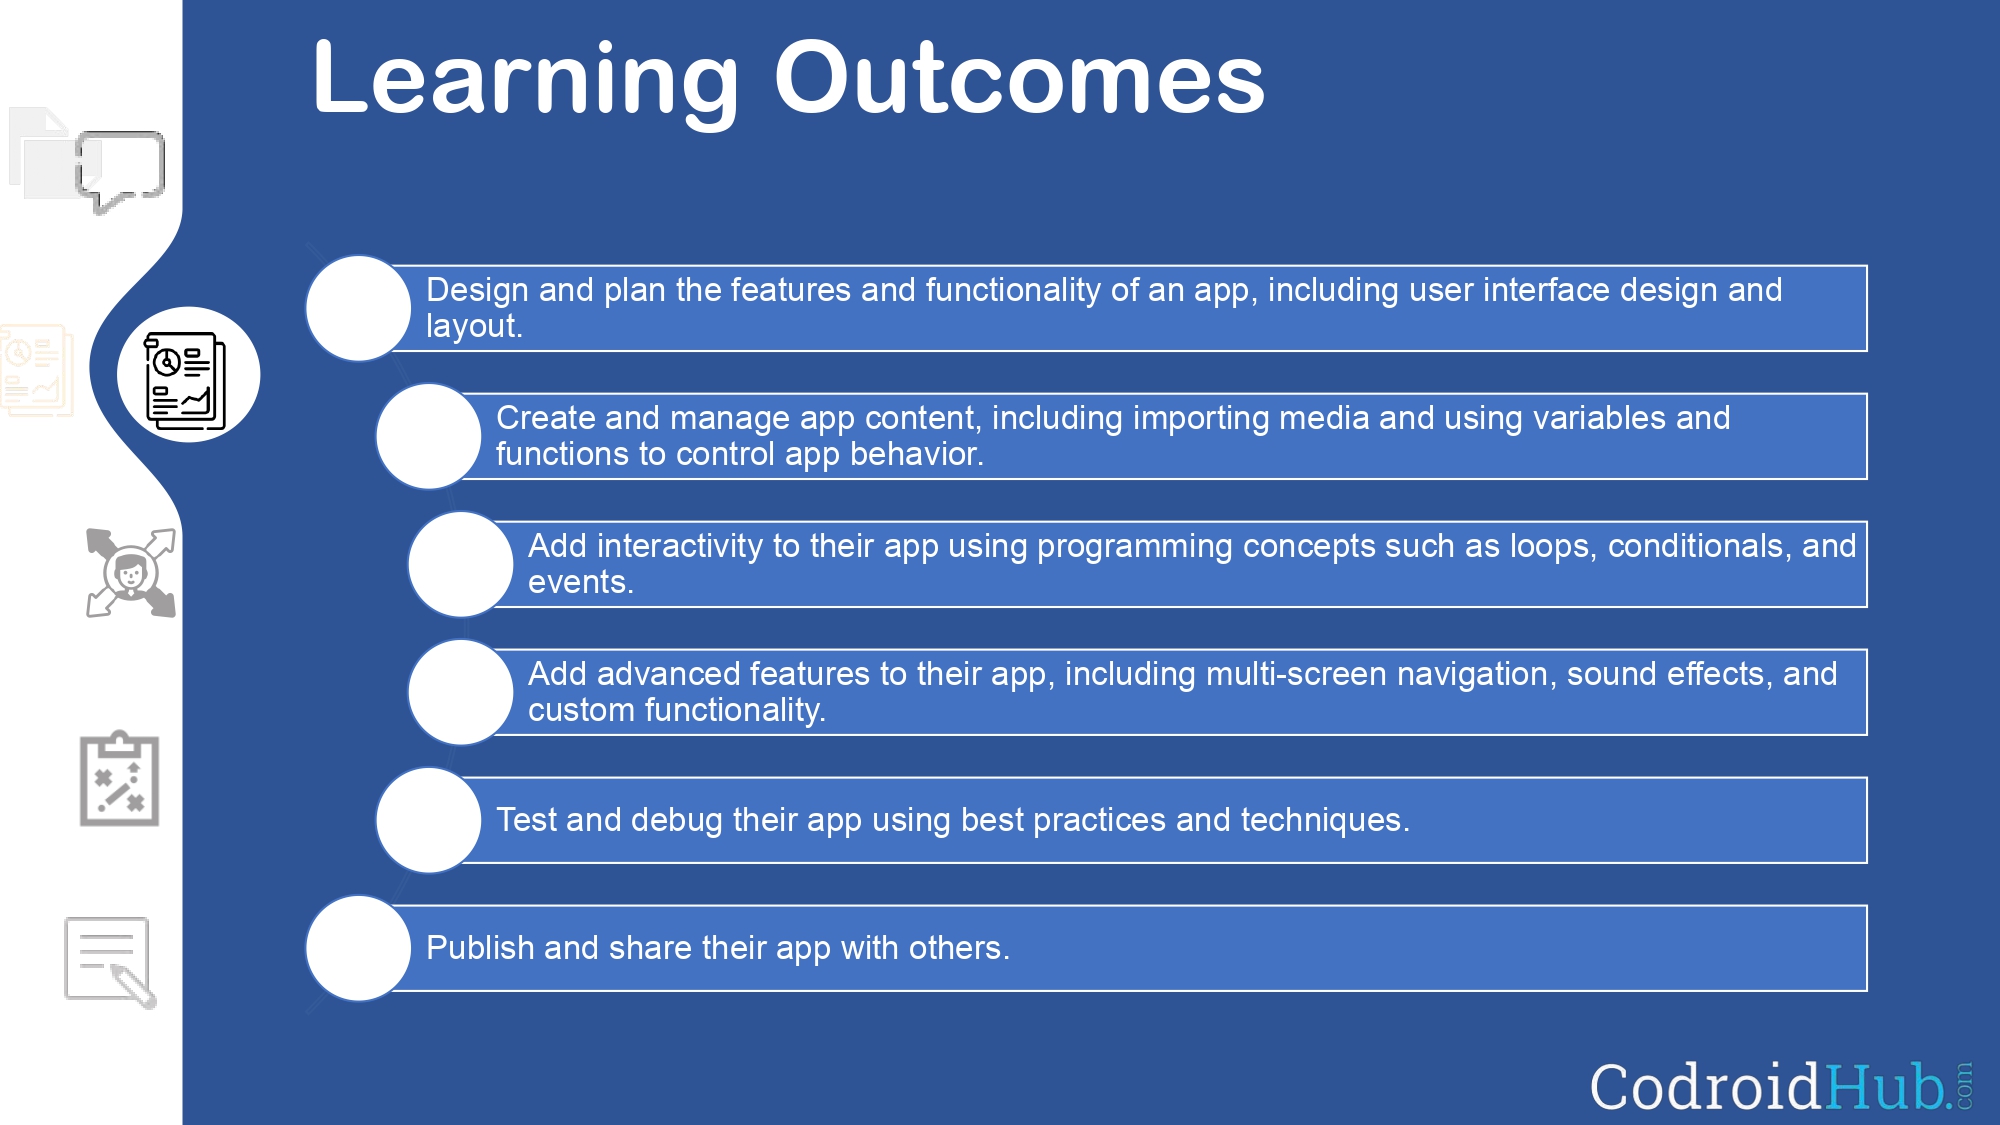 Learning Outcomes
Design and plan the features and functionality of an app, including user interface design and
layout.
Create and manage app content, including importing media and using variables and
functions to control app behavior.
Add interactivity to their app using programming concepts such as loops, conditionals, and
events.
Add advanced features to their app, including multi-screen navigation, sound effects, and
custom functionality.
Test and debug their app using best practices and techniques.
Publish and share their app with others.
CodroidHub.com